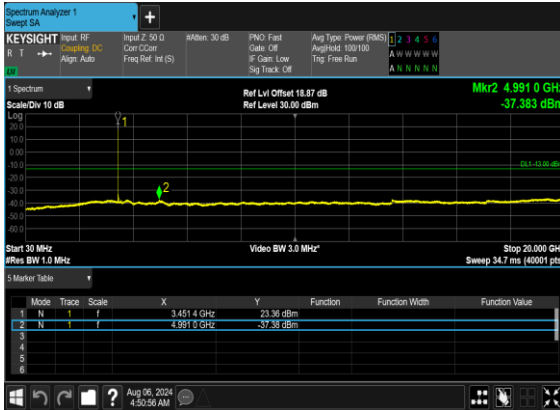 Spectrum Analyzer 1
Swept SA
+
KEYSIGHT Input: RF Input Z: 50 Ω #Atten: 30 dB PNO: Fast Avg Type: Power (RMS) 1 2 3 4 5 6
R T Coupling: DC Corr CCorr Gate: Off Avg|Hold: 100/100 A W W W W W
Align: Auto Freq Ref: Int (S) IF Gain: Low Trig: Free Run
Sig Track: Off A N N N N N
LXI
1 Spectrum Ref Lvl Offset 18.87 dB Mkr2 4.991 0 GHz
Scale/Div 10 dB Ref Level 30.00 dBm -37.383 dBm
Log
1
20.0
10.0
0.00
-10.0
DL1 -13.00 dBm
-20.0
-30.0
2
-40.0
-50.0
-60.0
Start 30 MHz Video BW 3.0 MHz* Stop 20.000 GHz
#Res BW 1.0 MHz Sweep 34.7 ms (40001 pts)
5 Marker Table
Mode Trace Scale X Y Function Function Width Function Value
1 N 1 f 3.451 4 GHz 23.36 dBm
2 N 1 f 4.991 0 GHz -37.38 dBm
3
4
5
6
? Aug 06, 2024
4:50:56 AM